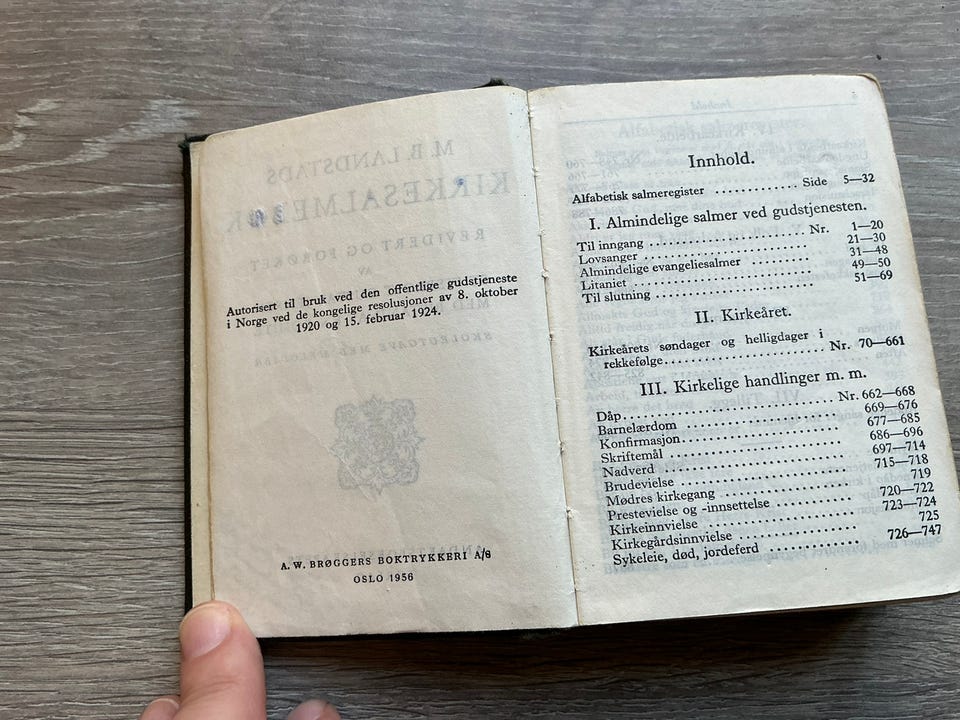 Autorisert til bruk ved den offentlige gudstjeneste
i Norge ved de kongelige resolusjoner av 8. oktober
1920 og 15. februar 1924.
A. W. BRØGGERS BOKTRYKKERI A/S
OSLO 1956
Innhold.
Alfabetisk salmeregister ............ Side 5—32
I. Almindelige salmer ved gudstjenesten.
Til inngang ........................ Nr. 1—20
Lovsanger ........................ 21—30
Almindelige evangeliesalmer .......... 31—48
Litaniet ........................ 49—50
Til slutning ........................ 51—69
II. Kirkeåret.
Kirkeårets søndager og helligdager i
rekkefølge ........................ Nr. 70—661
III. Kirkelige handlinger m. m.
Dåp ........................ Nr. 662—668
Barnelærdom ........................ 669—676
Konfirmasjon ........................ 677—685
Skriftemål ........................ 686—696
Nadverd ........................ 697—714
Brudevielse ........................ 715—718
Mødres kirkegang ........................ 719
Prestevielse og -innsettelse .......... 720—722
Kirkeinnvielse ........................ 723—724
Kirkegårdsinnvielse ........................ 725
Sykeleie, død, jordeferd ............ 726—747